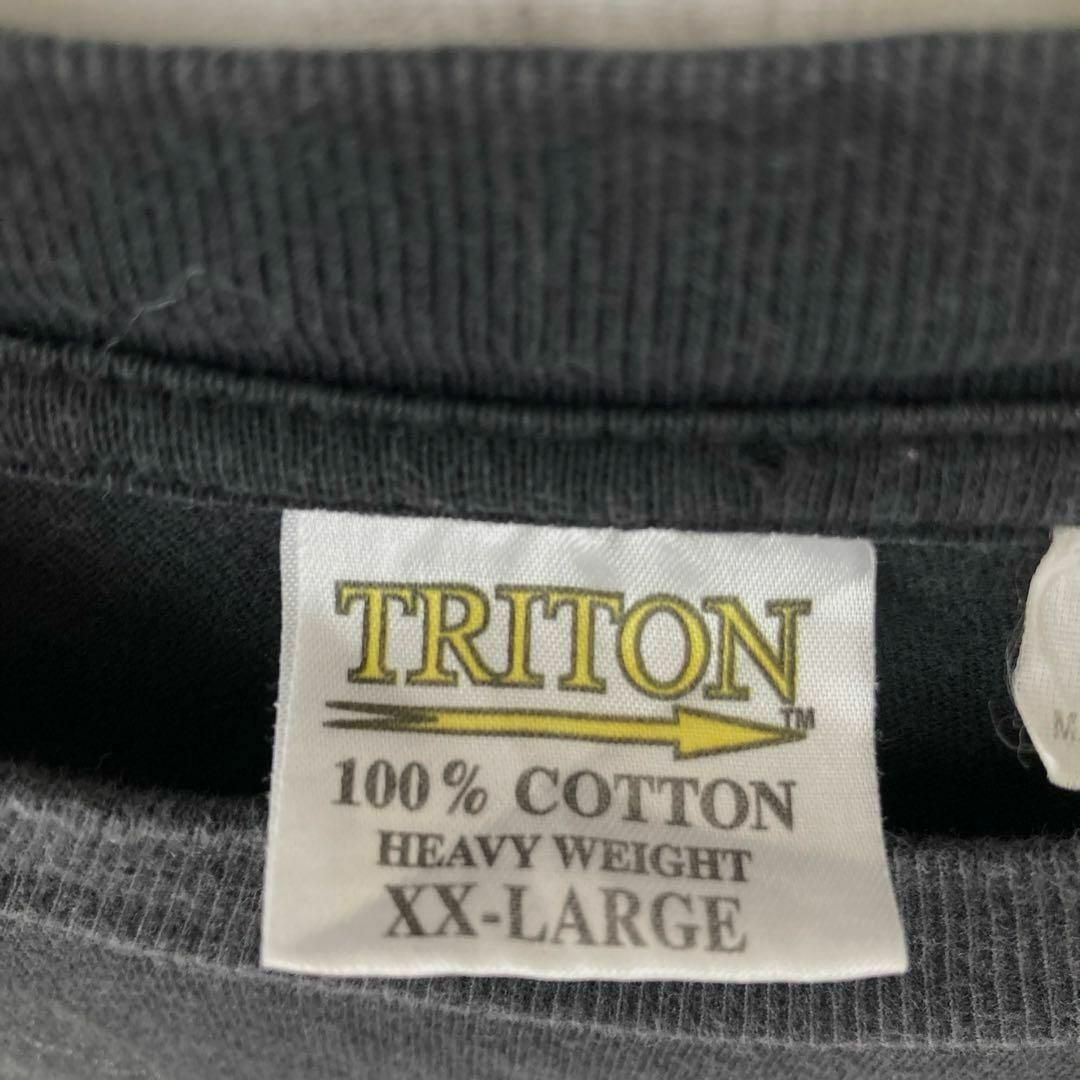 TRITON
TM
100% COTTON
HEAVY WEIGHT
XX-LARGE